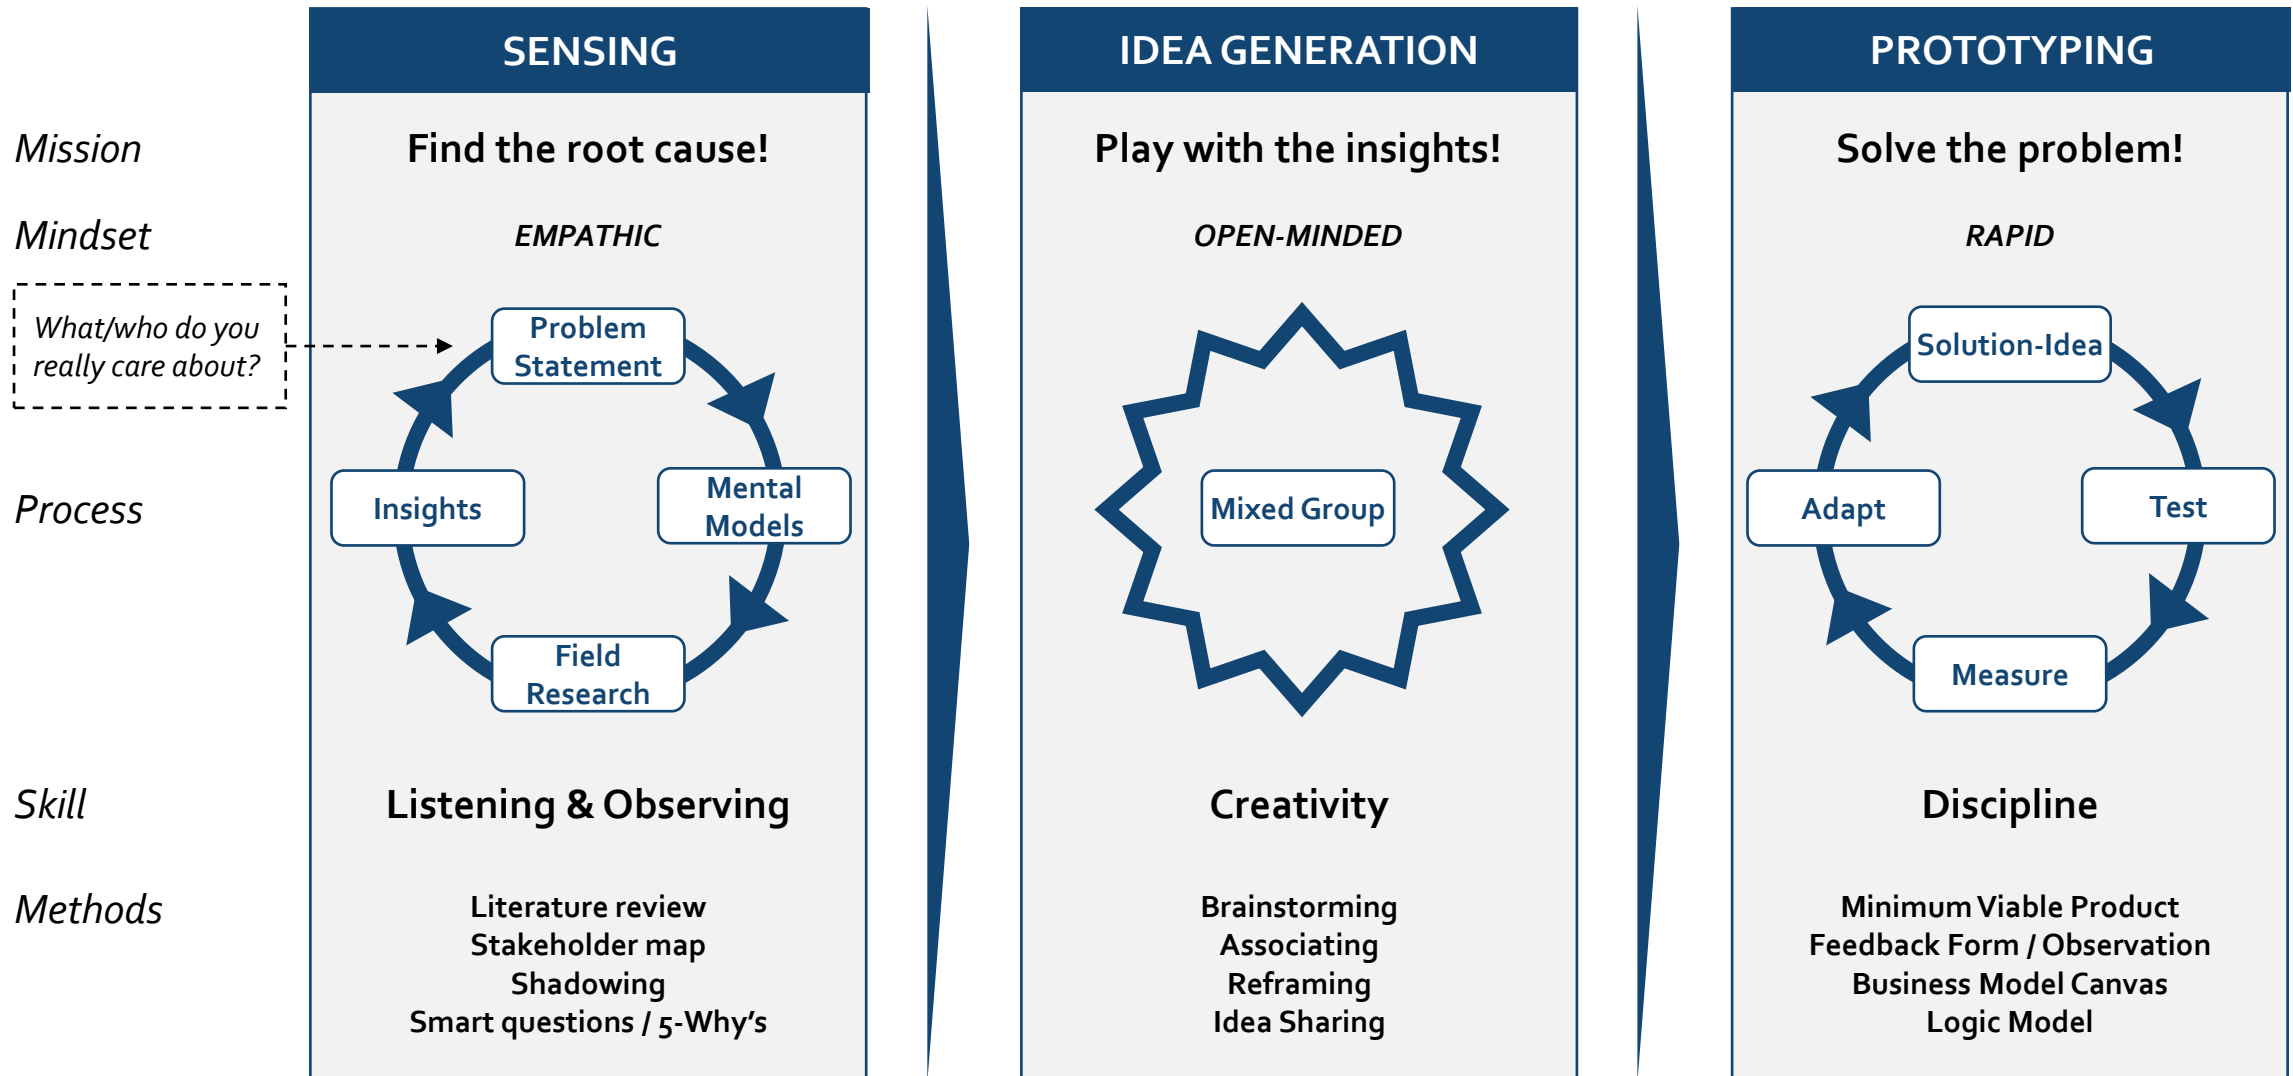 SENSING
IDEA GENERATION
PROTOTYPING
Mission
Find the root cause!
Play with the insights!
Solve the problem!
Mindset
EMPATHIC
OPEN-MINDED
RAPID
What/who do you
really care about?
Process
Problem
Statement
Mental
Models
Field
Research
Insights
Mixed Group
Solution-Idea
Test
Measure
Adapt
Skill
Listening & Observing
Creativity
Discipline
Methods
Literature review
Stakeholder map
Shadowing
Smart questions / 5-Why's
Brainstorming
Associating
Reframing
Idea Sharing
Minimum Viable Product
Feedback Form / Observation
Business Model Canvas
Logic Model